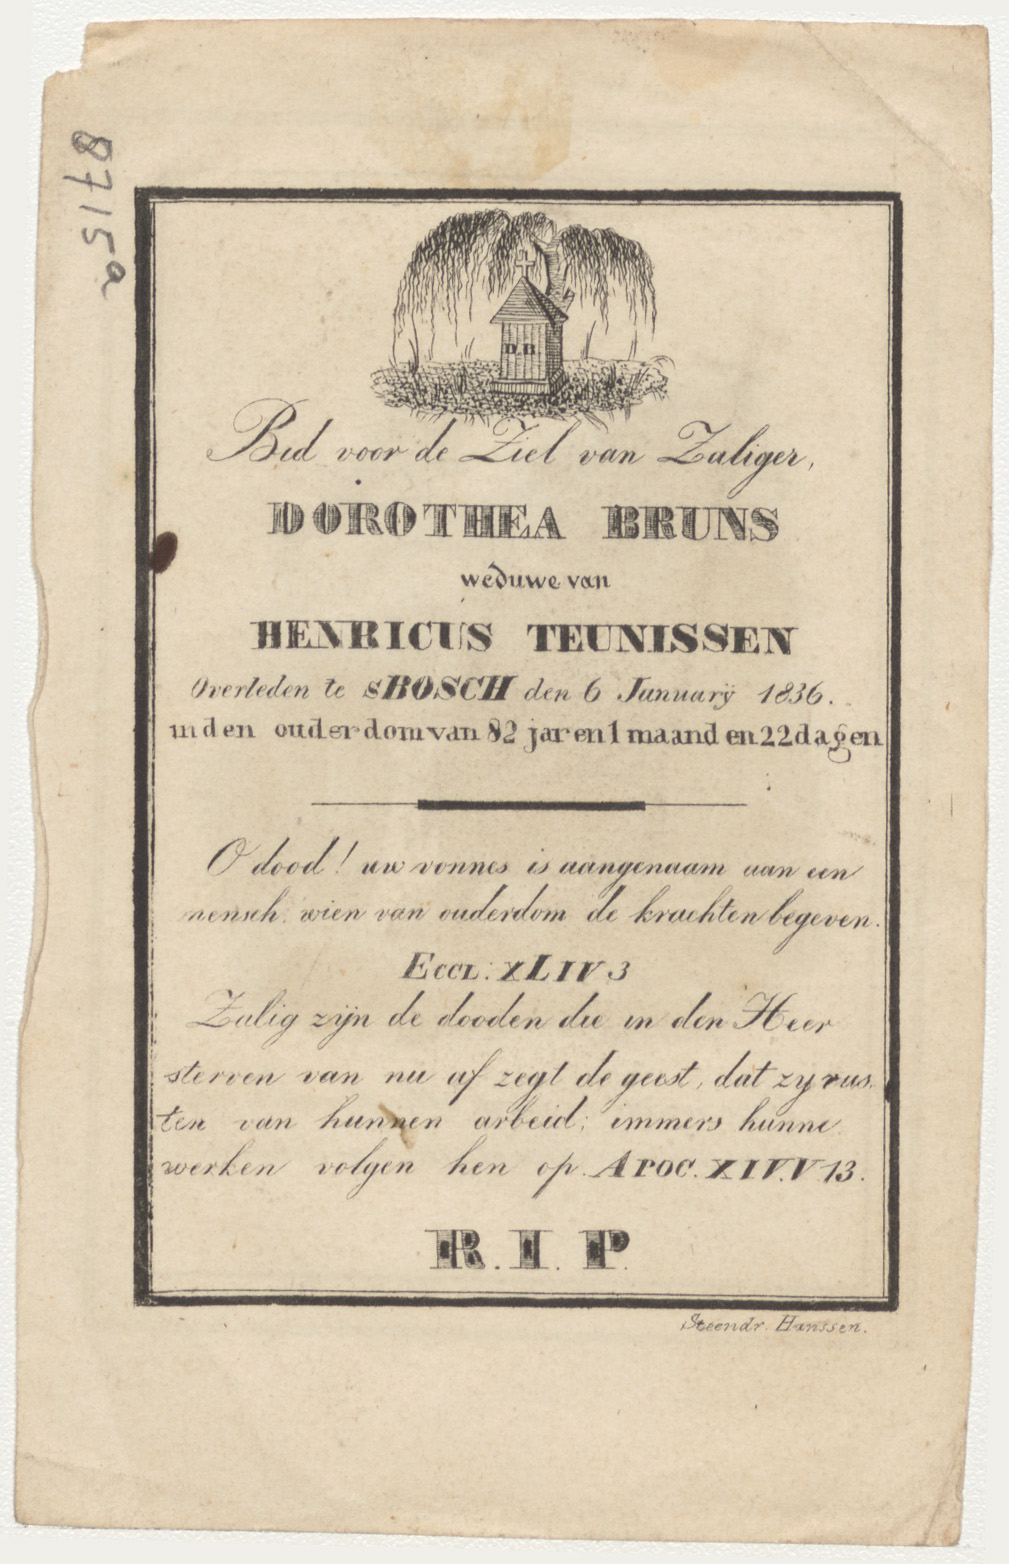 8715a
D.B
Bid voor de Ziel van Zaliger,
DOROTHEA BRUNS
weduwe van
HENRICUS TEUNISSEN
Overleden te sBOSCH den 6 Januarÿ 1836.
in den ouderdom van 82 jaren 1 maand en 22 dagen
O dood! uw vonnes is aangenaam aan een
mensch wien van ouderdom de krachten begeven.
ECCL: XLIV 3
Zalig zijn de dooden die in den Heer
sterven van nu af zegt de geest, dat zy rus-
ten van hunnen arbeid; immers hunne
werken volgen hen op. APOC. XIV. V 13.
R. I. P.
Steendr. Hanssen.